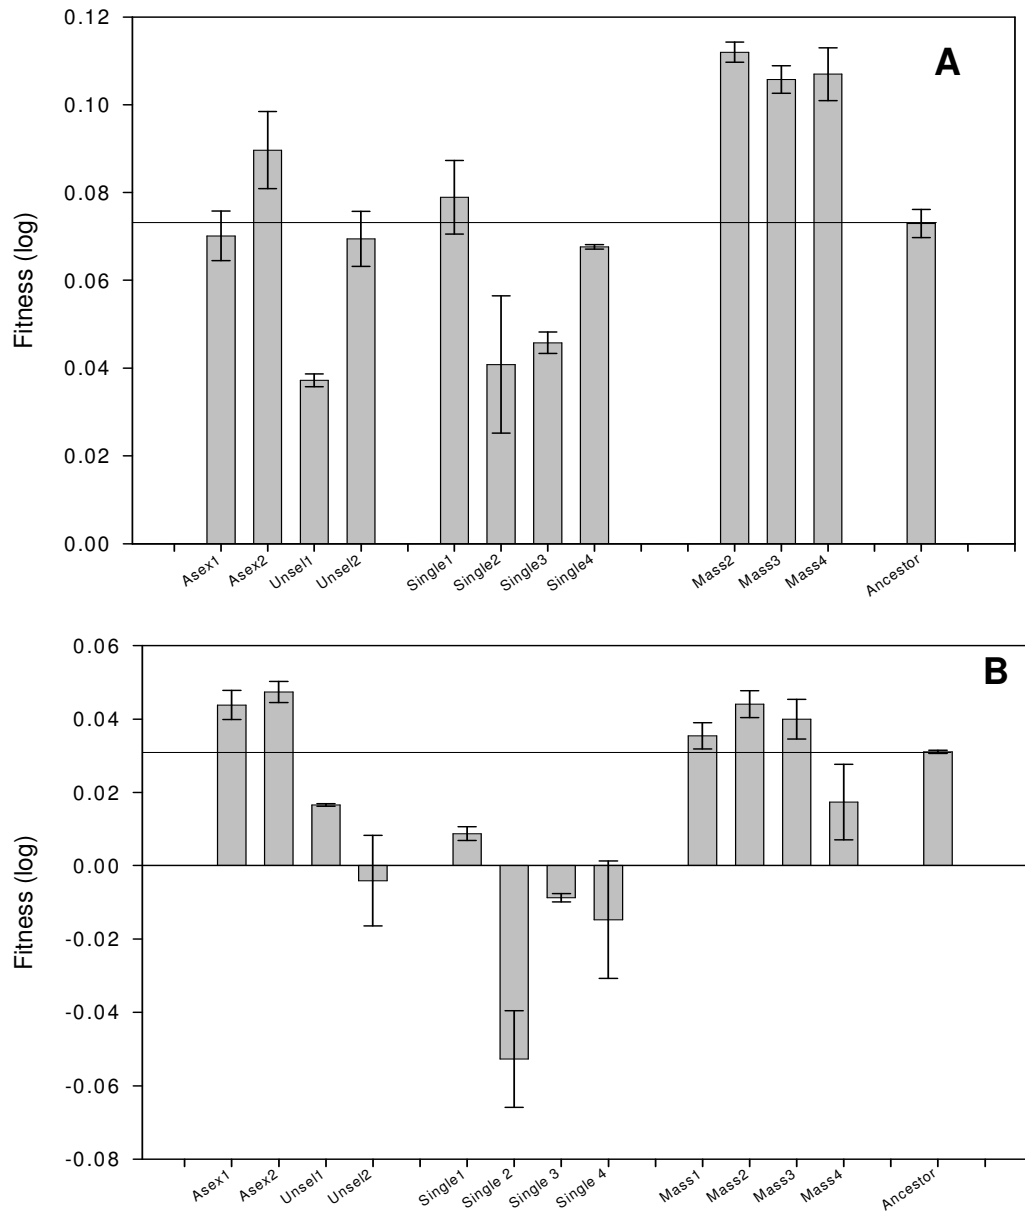 0.12
A
0.10
0.08
0.06
0.04
0.02
0.00
Fitness (log)
Asex1 Asex2 Unsel1 Unsel2 Single1 Single2 Single3 Single4 Mass2 Mass3 Mass4 Ancestor
0.06
B
0.04
0.02
0.00
-0.02
-0.04
-0.06
-0.08
Fitness (log)
Asex1 Asex2 Unsel1 Unsel2 Single1 Single 2 Single 3 Single 4 Mass1 Mass2 Mass3 Mass4 Ancestor